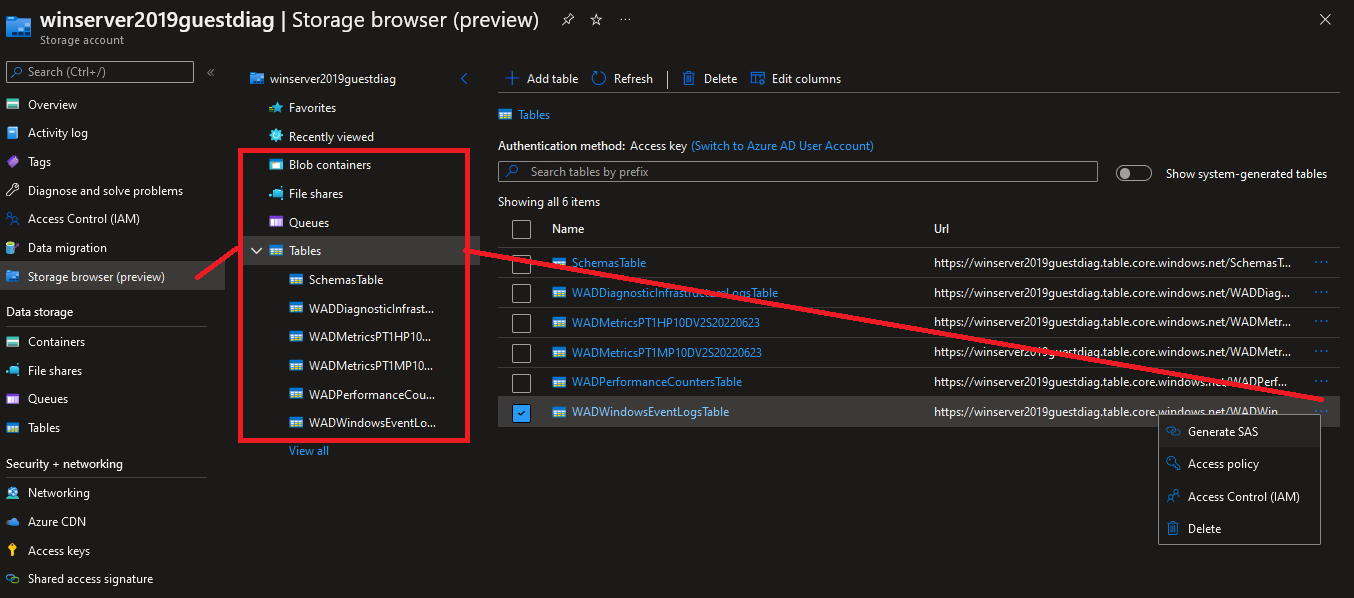 winserver2019guestdiag | Storage browser (preview) ...
Storage account
Search (Ctrl+/)
Overview
Activity log
Tags
Diagnose and solve problems
Access Control (IAM)
Data migration
Storage browser (preview)
Data storage
Containers
File shares
Queues
Tables
Security + networking
Networking
Azure CDN
Access keys
Shared access signature
winserver2019guestdiag
Favorites
Recently viewed
Blob containers
File shares
Queues
Tables
SchemasTable
WADDiagnosticInfrast...
WADMetricsPT1HP10...
WADMetricsPT1MP10...
WADPerformanceCou...
WADWindowsEventLo...
View all
Add table Refresh Delete Edit columns
Tables
Authentication method: Access key (Switch to Azure AD User Account)
Search tables by prefix
Show system-generated tables
Showing all 6 items
Name Url
SchemasTable https://winserver2019guestdiag.table.core.windows.net/SchemasT... ...
WADDiagnosticInfrastructureLogsTable https://winserver2019guestdiag.table.core.windows.net/WADDiag... ...
WADMetricsPT1HP10DV2S20220623 https://winserver2019guestdiag.table.core.windows.net/WADMetr... ...
WADMetricsPT1MP10DV2S20220623 https://winserver2019guestdiag.table.core.windows.net/WADMetr... ...
WADPerformanceCountersTable https://winserver2019guestdiag.table.core.windows.net/WADPerf... ...
WADWindowsEventLogsTable https://winserver2019guestdiag.table.core.windows.net/WADWin... ...
Generate SAS
Access policy
Access Control (IAM)
Delete